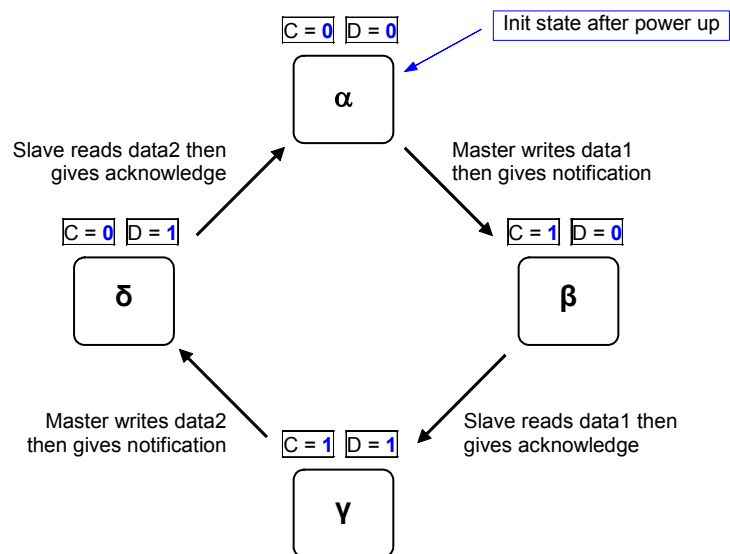 Init state after power up
C = 0 D = 0
α
Slave reads data2 then
gives acknowledge
Master writes data1
then gives notification
C = 0 D = 1
C = 1 D = 0
δ
β
Master writes data2
then gives notification
C = 1 D = 1
Slave reads data1 then
gives acknowledge
γ